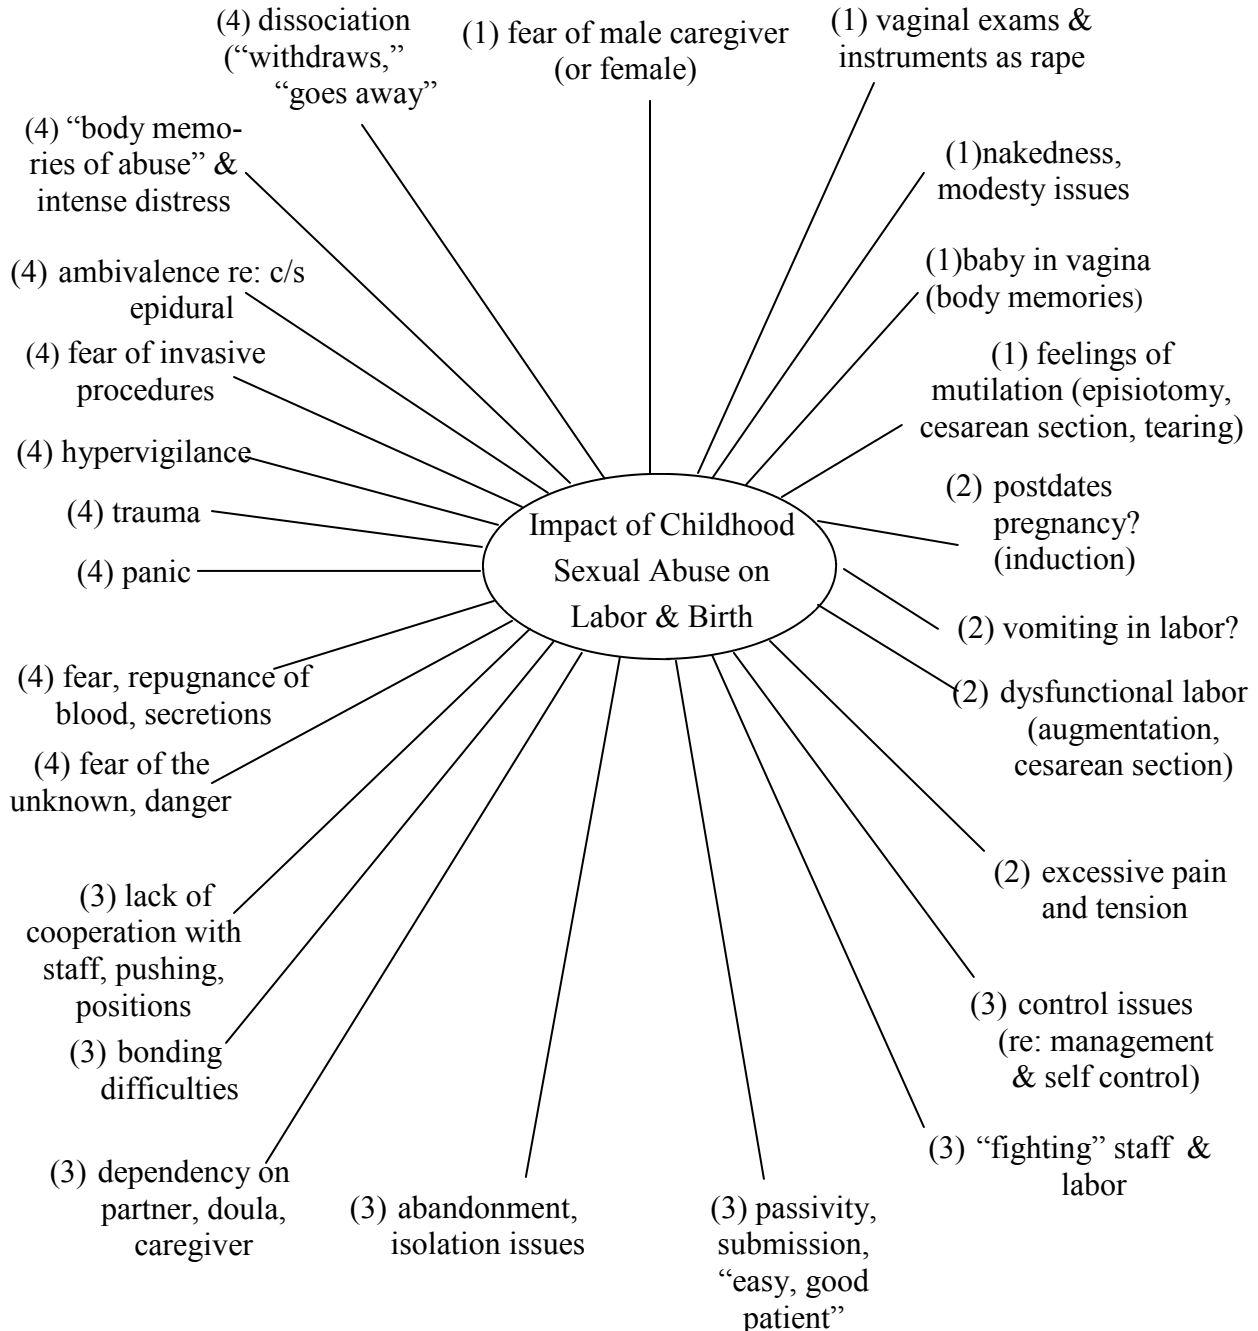 (4) dissociation
(“withdraws,”
“goes away”
(1) fear of male caregiver
(or female)
(1) vaginal exams &
instruments as rape
(1)nakedness,
modesty issues
(1)baby in vagina
(body memories)
(1) feelings of
mutilation (episiotomy,
cesarean section, tearing)
(2) postdates
pregnancy?
(induction)
(2) vomiting in labor?
(2) dysfunctional labor
(augmentation,
cesarean section)
(2) excessive pain
and tension
(3) control issues
(re: management
& self control)
(3) “fighting” staff &
labor
(3) passivity,
submission,
“easy, good
patient”
(3) abandonment,
isolation issues
(3) dependency on
partner, doula,
caregiver
(3) bonding
difficulties
(3) lack of
cooperation with
staff, pushing,
positions
(4) fear of the
unknown, danger
(4) fear, repugnance of
blood, secretions
(4) panic
(4) trauma
(4) hypervigilance
(4) fear of invasive
procedures
(4) ambivalence re: c/s
epidural
(4) “body memo-
ries of abuse” &
intense distress
Impact of Childhood
Sexual Abuse on
Labor & Birth